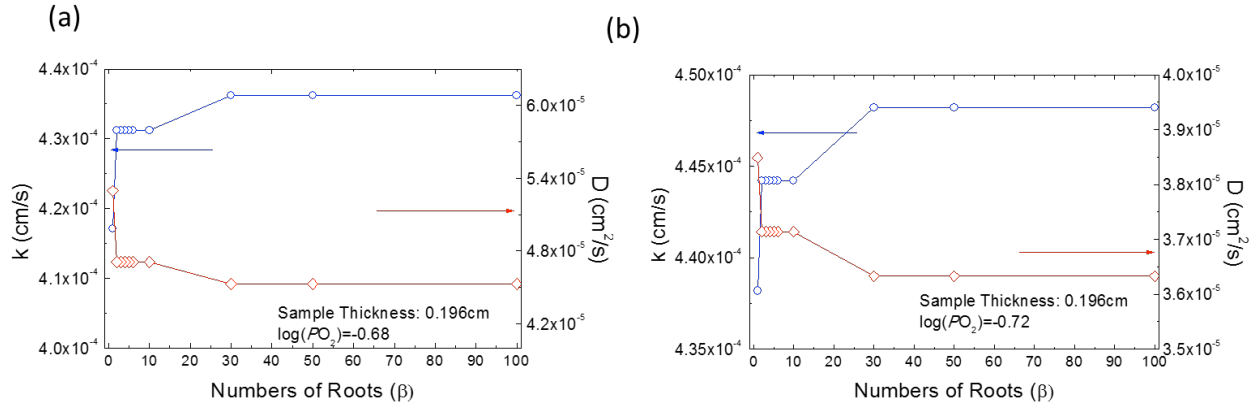 (a)
4.4x10⁻⁴
4.3x10⁻⁴
4.2x10⁻⁴
4.1x10⁻⁴
4.0x10⁻⁴
k (cm/s)
6.0x10⁻⁵
5.4x10⁻⁵
4.8x10⁻⁵
4.2x10⁻⁵
D (cm²/s)
Sample Thickness: 0.196cm
log(PO₂)=-0.68
0 10 20 30 40 50 60 70 80 90 100
Numbers of Roots (β)
(b)
4.50x10⁻⁴
4.45x10⁻⁴
4.40x10⁻⁴
4.35x10⁻⁴
k (cm/s)
4.0x10⁻⁵
3.9x10⁻⁵
3.8x10⁻⁵
3.7x10⁻⁵
3.6x10⁻⁵
3.5x10⁻⁵
D (cm²/s)
Sample Thickness: 0.196cm
log(PO₂)=-0.72
0 10 20 30 40 50 60 70 80 90 100
Numbers of Roots (β)